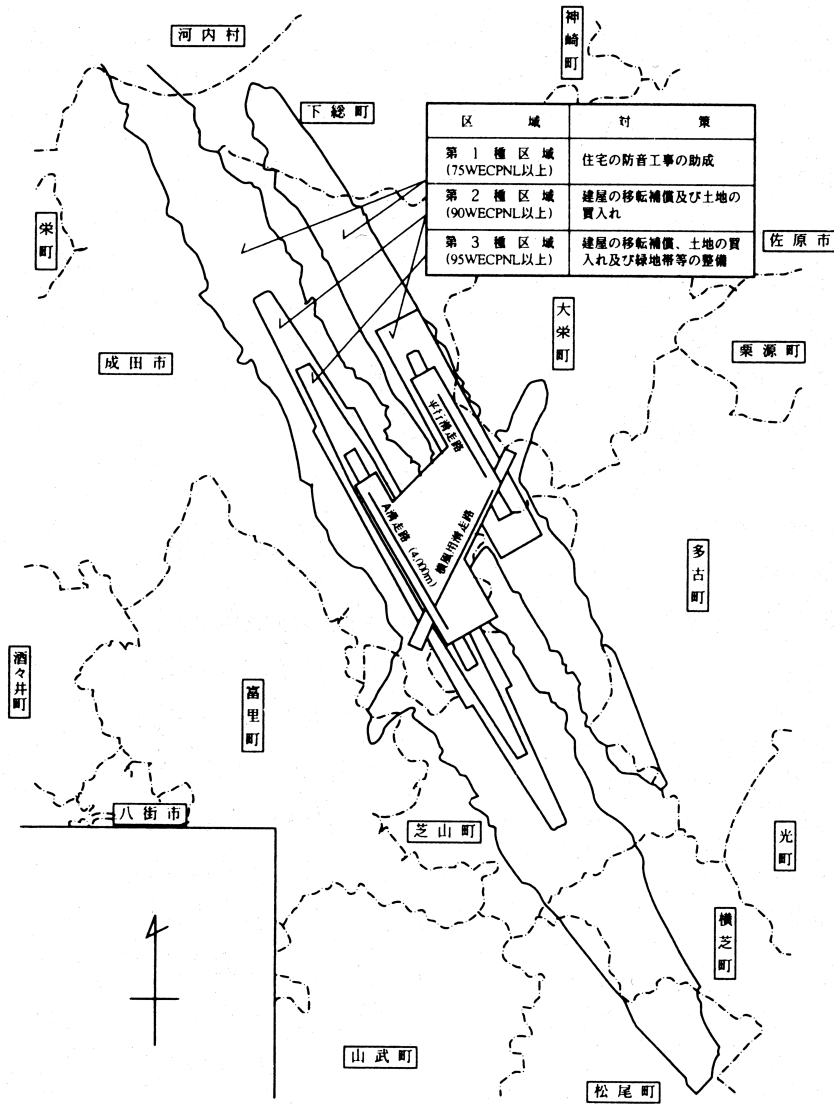 河内村
神崎町
下総町
区域 対策
第1種区域
(75WECPNL以上)
住宅の防音工事の助成
第2種区域
(90WECPNL以上)
建屋の移転補償及び土地の
買入れ
第3種区域
(95WECPNL以上)
建屋の移転補償、土地の買
入れ及び緑地帯等の整備
栄町
佐原市
大栄町
栗源町
成田市
平行滑走路
A滑走路(4,000m)
横風用滑走路
多古町
酒々井町
富里町
八街市
芝山町
光町
横芝町
山武町
松尾町